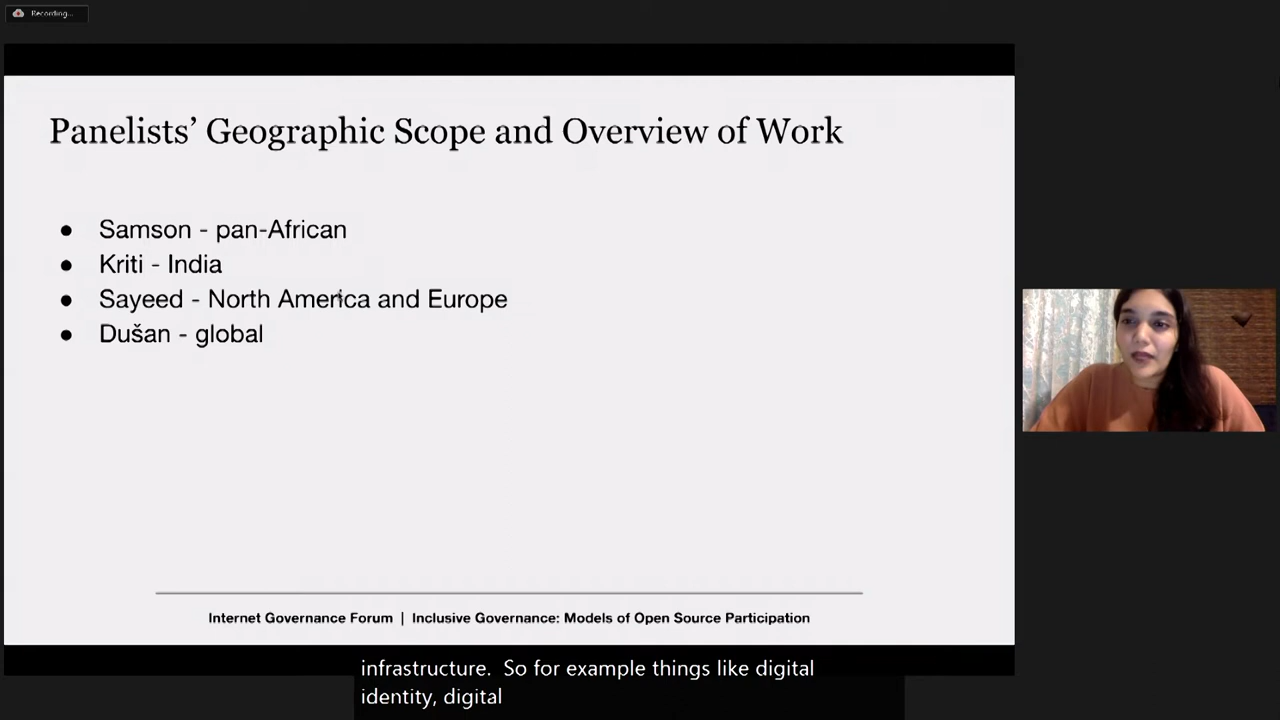 Recording...
Panelists’ Geographic Scope and Overview of Work
● Samson - pan-African
● Kriti - India
● Sayeed - North America and Europe
● Dušan - global
Internet Governance Forum | Inclusive Governance: Models of Open Source Participation
infrastructure.  So for example things like digital
identity, digital